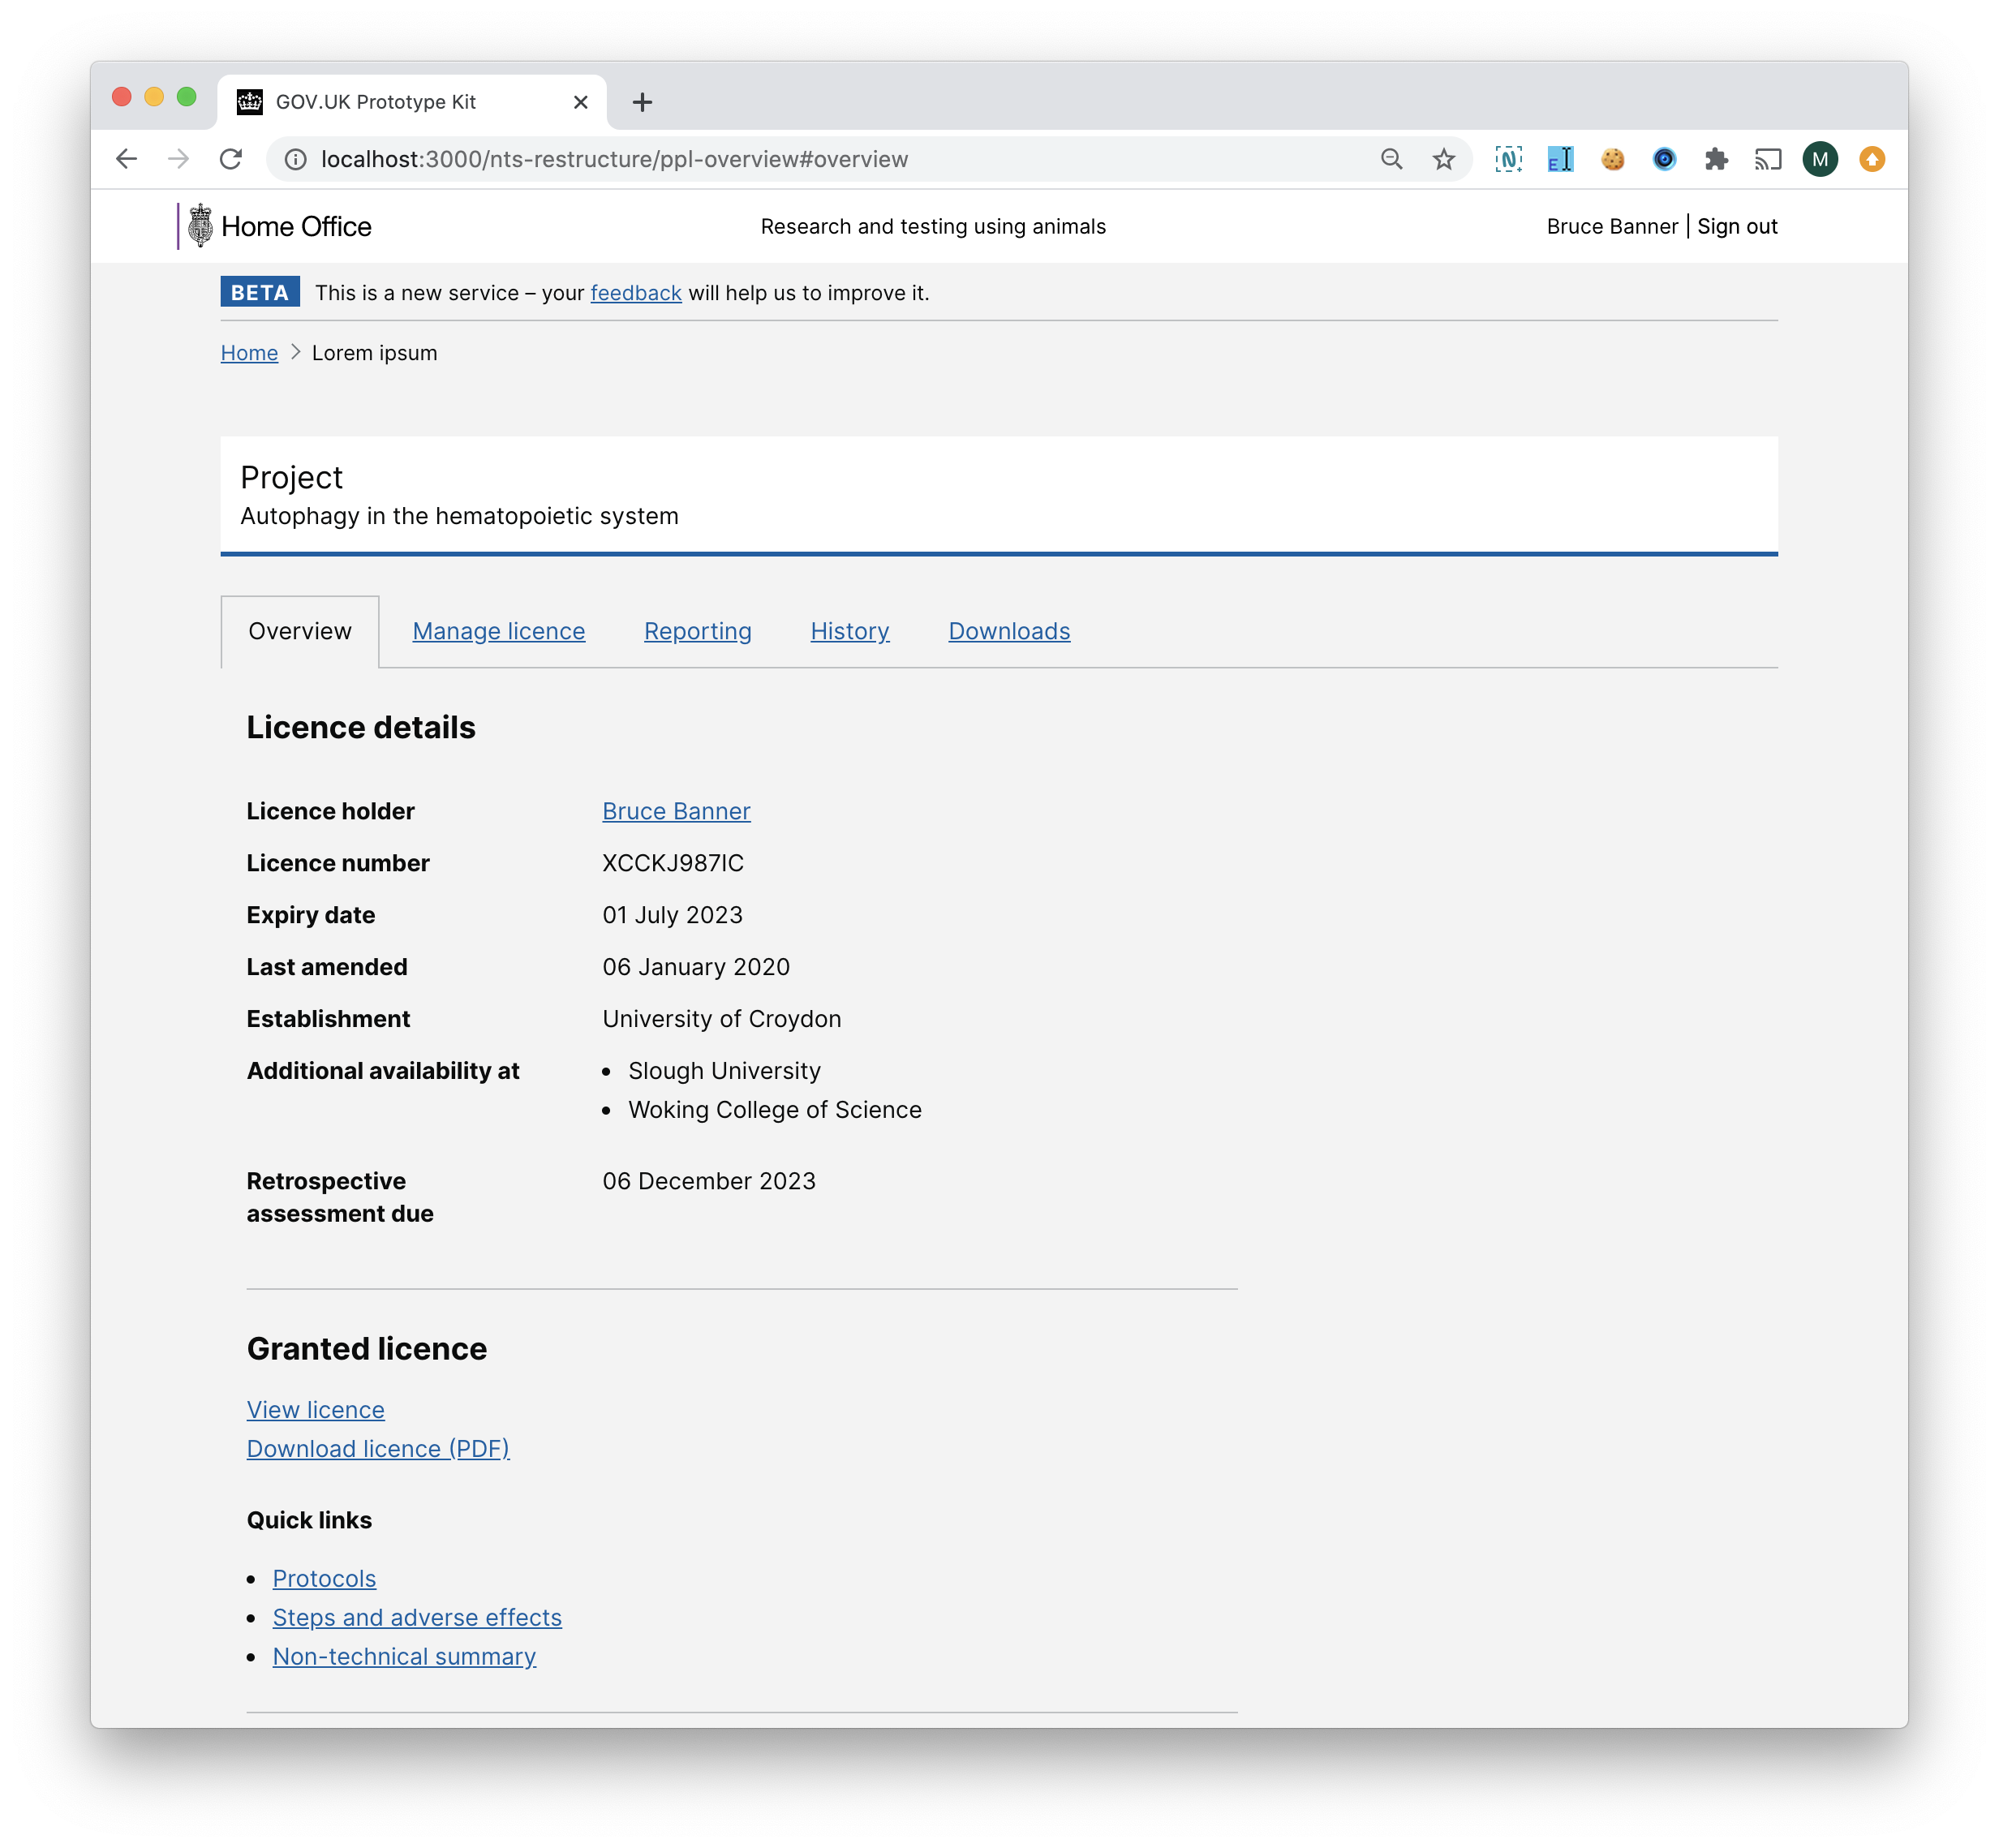 GOV.UK Prototype Kit
localhost:3000/nts-restructure/ppl-overview#overview
M
Home Office
Research and testing using animals
Bruce Banner | Sign out
BETA This is a new service – your feedback will help us to improve it.
Home > Lorem ipsum
Project
Autophagy in the hematopoietic system
Overview Manage licence Reporting History Downloads
Licence details
Licence holder Bruce Banner
Licence number XCCKJ987IC
Expiry date 01 July 2023
Last amended 06 January 2020
Establishment University of Croydon
Additional availability at • Slough University
• Woking College of Science
Retrospective 06 December 2023
assessment due
Granted licence
View licence
Download licence (PDF)
Quick links
• Protocols
• Steps and adverse effects
• Non-technical summary